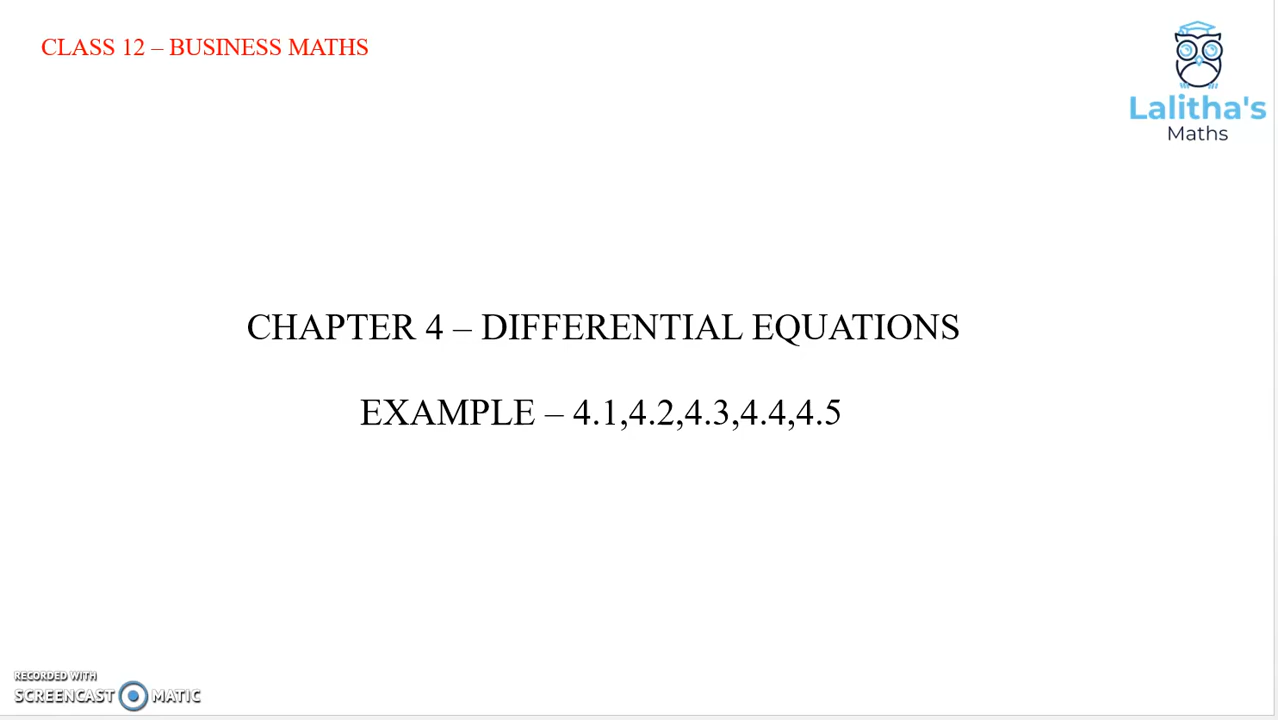 CLASS 12 – BUSINESS MATHS
Lalitha's
Maths
CHAPTER 4 – DIFFERENTIAL EQUATIONS
EXAMPLE – 4.1,4.2,4.3,4.4,4.5
RECORDED WITH
SCREENCAST MATIC